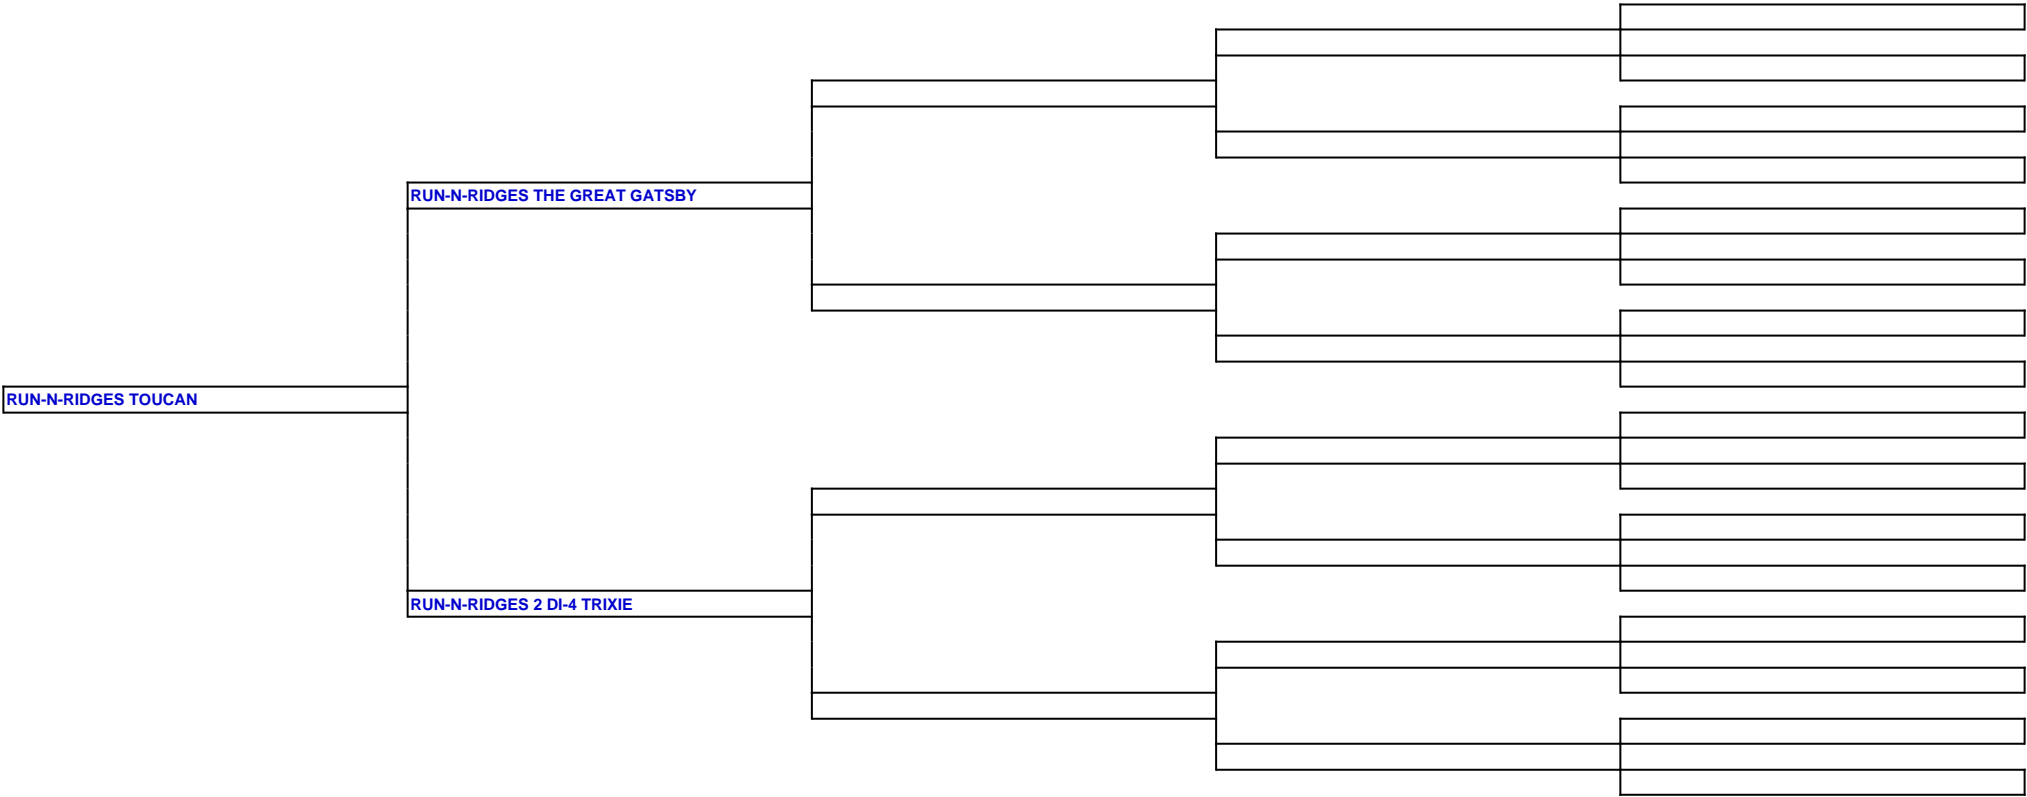 RUN-N-RIDGES THE GREAT GATSBY
RUN-N-RIDGES TOUCAN
RUN-N-RIDGES 2 DI-4 TRIXIE